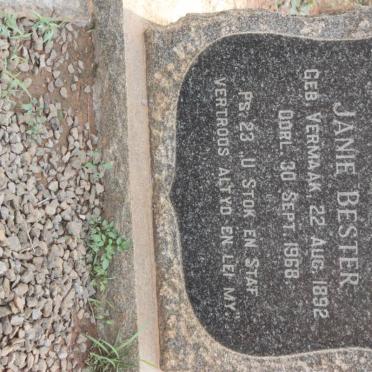 JANIE BESTER
GEB VERMAAK 22 AUG. 1892
OORL. 30 SEPT. 1968
PS. 23 „U STOK EN STAF
VERTROOS ALTYD EN LEI MY"